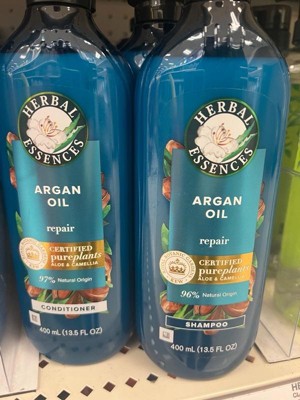 HERBAL
ESSENCES
ARGAN
OIL
repair
CERTIFIED
pureplants
ALOE & CAMELLIA
97% Natural Origin
CONDITIONER
400 mL (13.5 FL OZ)
HERBAL
ESSENCES
ARGAN
OIL
repair
CERTIFIED
pureplants
ALOE & CAM
96% Natural Origin
SHAMPOO
400 mL (13.5 FL OZ)